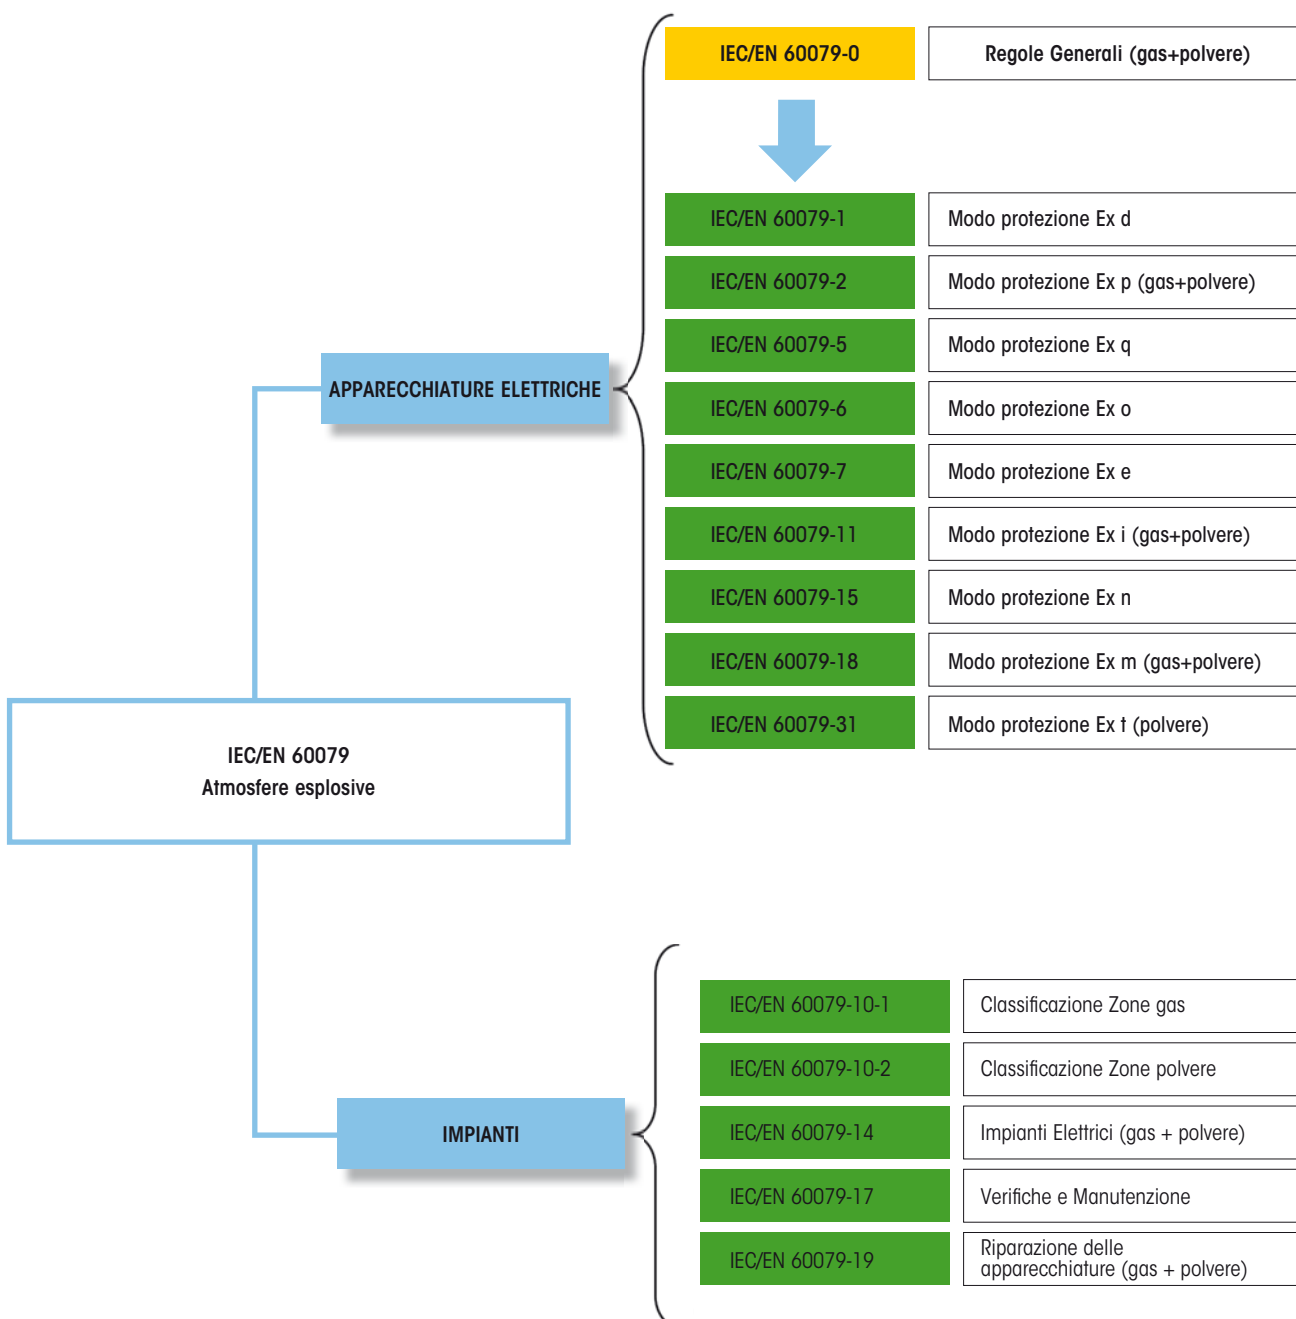 IEC/EN 60079-0
Regole Generali (gas+polvere)
IEC/EN 60079-1
Modo protezione Ex d
IEC/EN 60079-2
Modo protezione Ex p (gas+polvere)
IEC/EN 60079-5
Modo protezione Ex q
APPARECCHIATURE ELETTRICHE
IEC/EN 60079-6
Modo protezione Ex o
IEC/EN 60079-7
Modo protezione Ex e
IEC/EN 60079-11
Modo protezione Ex i (gas+polvere)
IEC/EN 60079-15
Modo protezione Ex n
IEC/EN 60079-18
Modo protezione Ex m (gas+polvere)
IEC/EN 60079-31
Modo protezione Ex t (polvere)
IEC/EN 60079
Atmosfere esplosive
IEC/EN 60079-10-1
Classificazione Zone gas
IEC/EN 60079-10-2
Classificazione Zone polvere
IMPIANTI
IEC/EN 60079-14
Impianti Elettrici (gas + polvere)
IEC/EN 60079-17
Verifiche e Manutenzione
IEC/EN 60079-19
Riparazione delle
apparecchiature (gas + polvere)